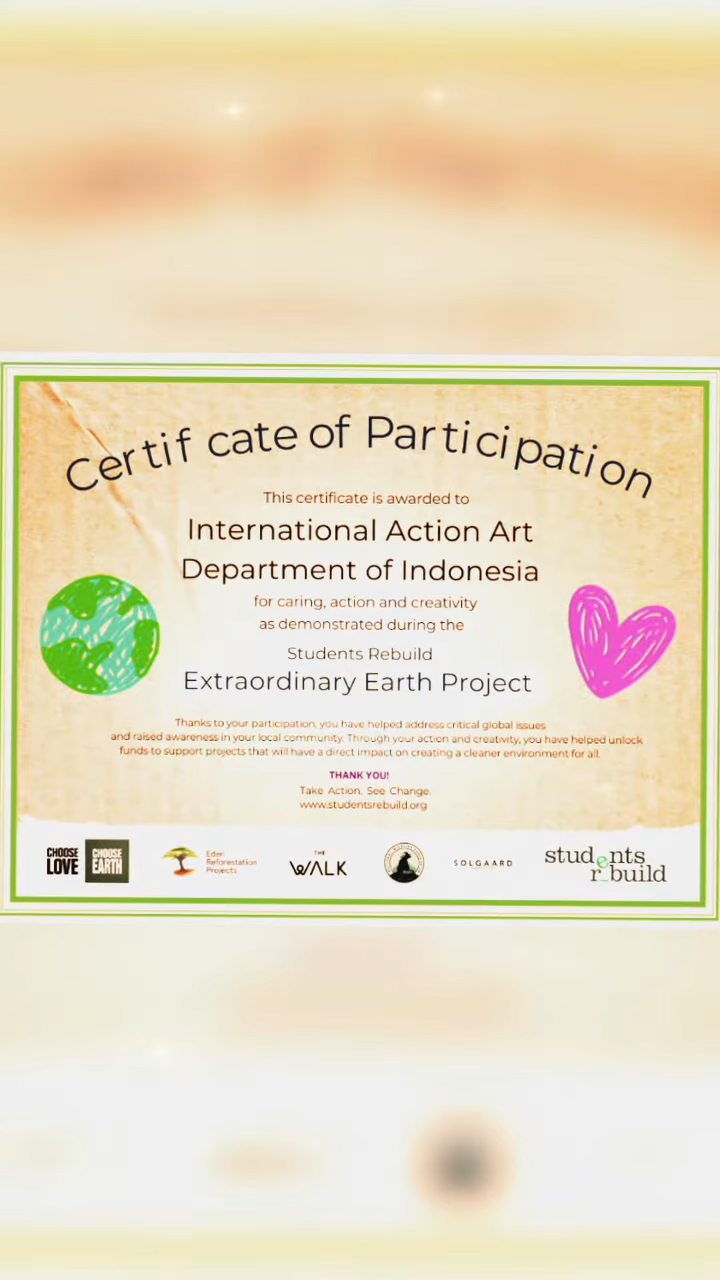 Certif cate of Participation
This certificate is awarded to
International Action Art
Department of Indonesia
for caring, action and creativity
as demonstrated during the
Students Rebuild
Extraordinary Earth Project
Thanks to your participation, you have helped address critical global issues
and raised awareness in your local community. Through your action and creativity, you have helped unlock
funds to support projects that will have a direct impact on creating a cleaner environment for all.
THANK YOU!
Take Action. See Change.
www.studentsrebuild.org
CHOOSE LOVE
CHOOSE EARTH
Eden Reforestation Projects
THE WALK
SOLGAARD
students rebuild